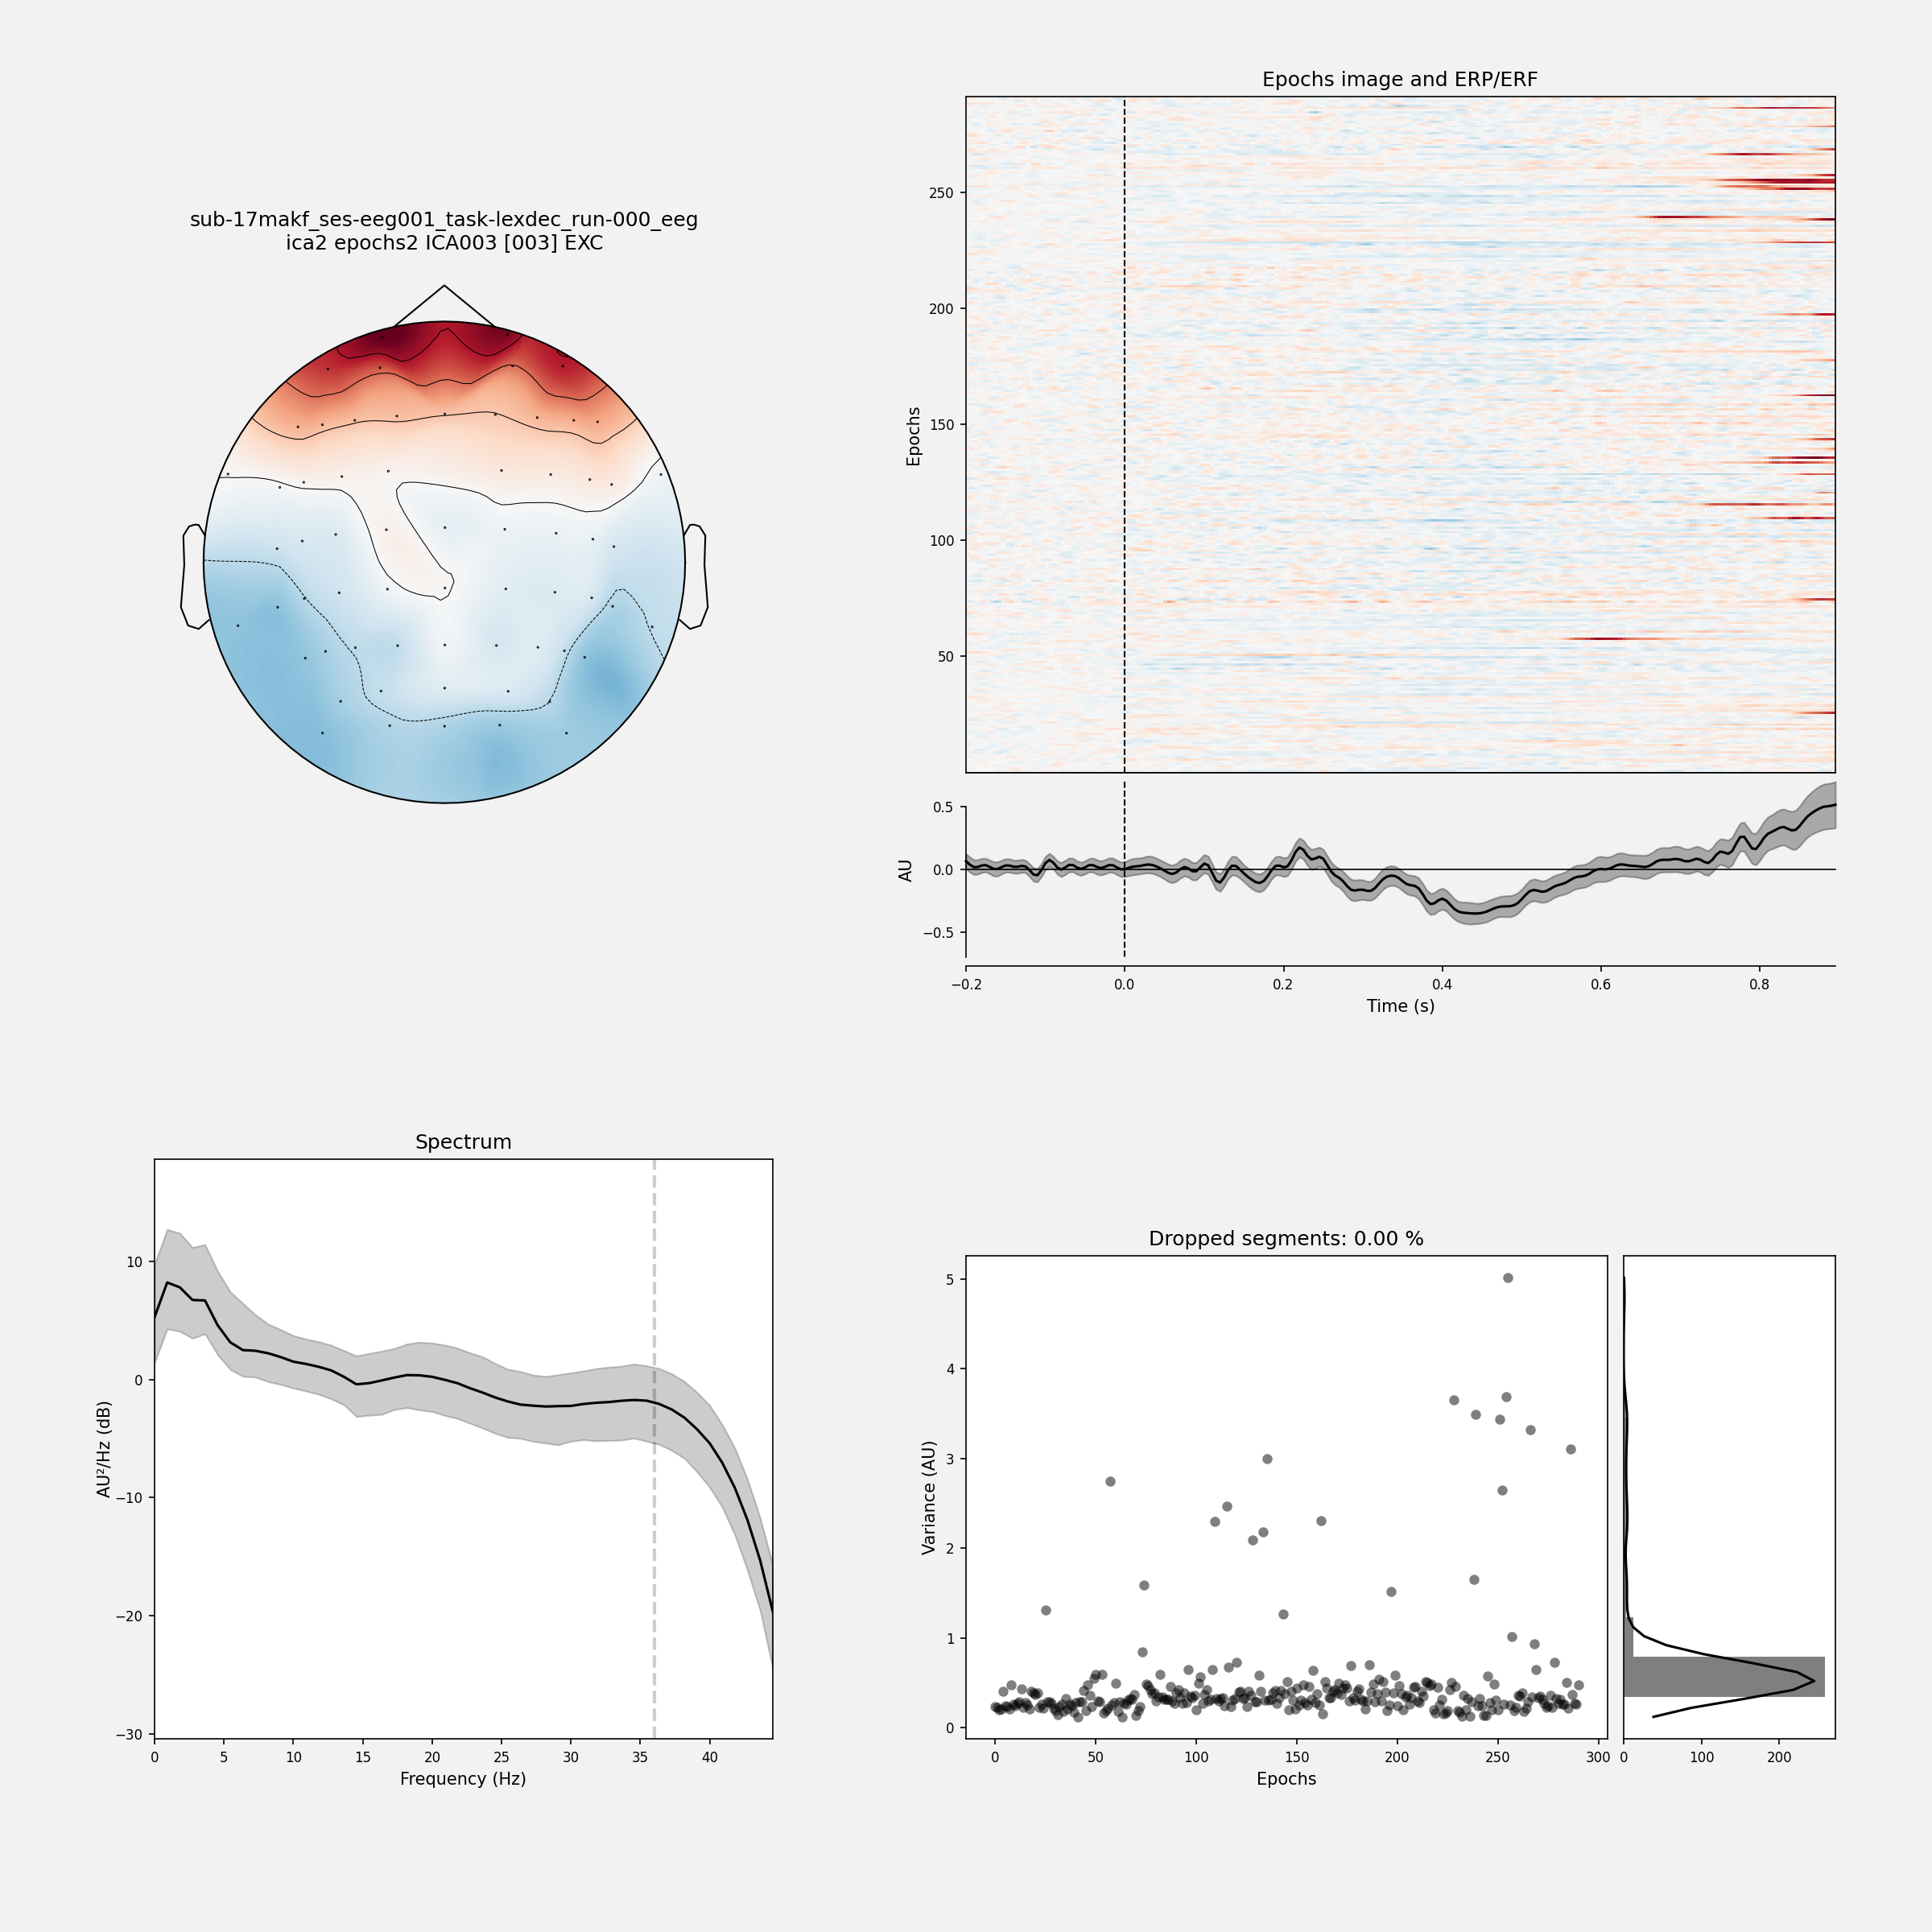 sub-17makf_ses-eeg001_task-lexdec_run-000_eeg
ica2 epochs2 ICA003 [003] EXC
Epochs image and ERP/ERF
Epochs
250
200
150
100
50
AU
0.5
0.0
−0.5
−0.2 0.0 0.2 0.4 0.6 0.8
Time (s)
Spectrum
AU²/Hz (dB)
10
0
−10
−20
−30
0 5 10 15 20 25 30 35 40
Frequency (Hz)
Dropped segments: 0.00 %
Variance (AU)
5
4
3
2
1
0
0 50 100 150 200 250 300
Epochs
0 100 200